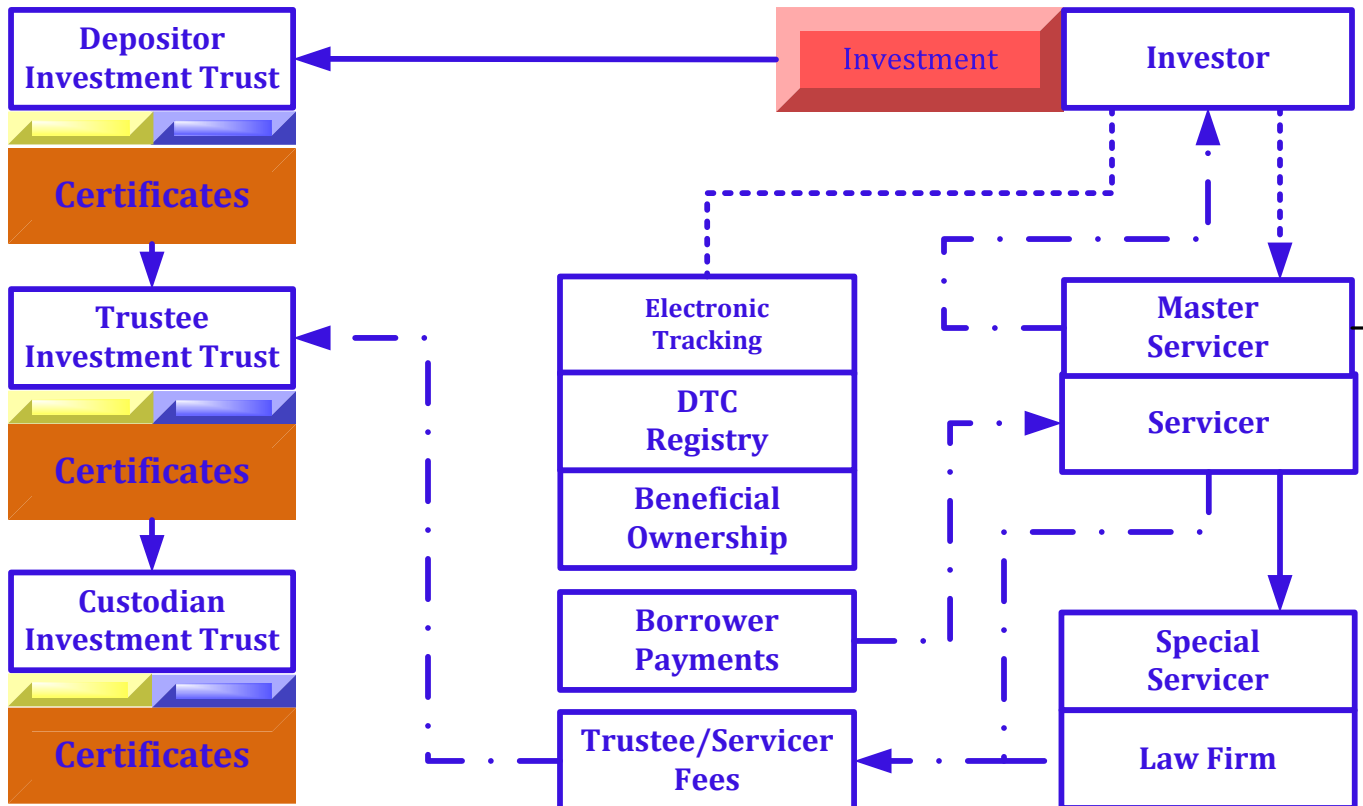 Depositor
Investment Trust
Investment
Investor
Certificates
Trustee
Investment Trust
Certificates
Custodian
Investment Trust
Certificates
Electronic
Tracking
DTC
Registry
Beneficial
Ownership
Borrower
Payments
Trustee/Servicer
Fees
Master
Servicer
Servicer
Special
Servicer
Law Firm